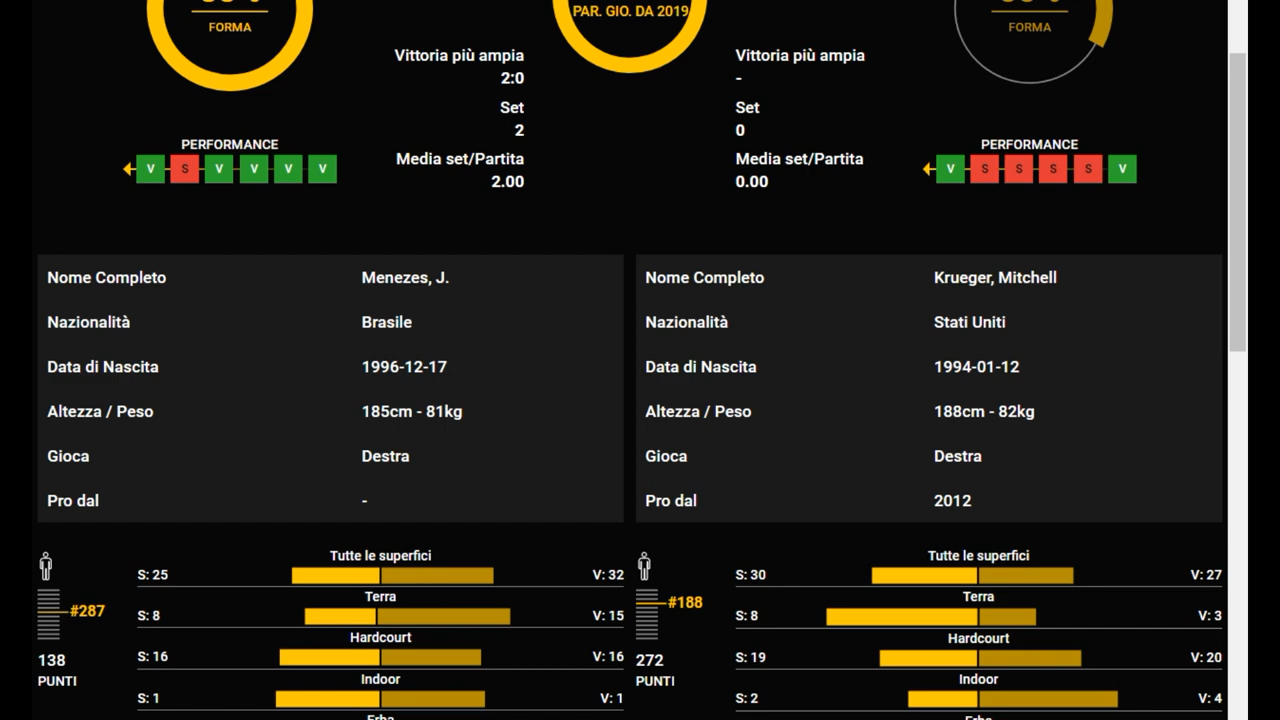 FORMA
PAR. GIO. DA 2019
FORMA
Vittoria più ampia
2:0
Set
2
Media set/Partita
2.00
Vittoria più ampia
-
Set
0
Media set/Partita
0.00
PERFORMANCE
V S V V V V
PERFORMANCE
V S S S S V
Nome Completo Menezes, J.
Nazionalità Brasile
Data di Nascita 1996-12-17
Altezza / Peso 185cm - 81kg
Gioca Destra
Pro dal -
Nome Completo Krueger, Mitchell
Nazionalità Stati Uniti
Data di Nascita 1994-01-12
Altezza / Peso 188cm - 82kg
Gioca Destra
Pro dal 2012
#287
138
PUNTI
Tutte le superfici
S: 25 V: 32
Terra
S: 8 V: 15
Hardcourt
S: 16 V: 16
Indoor
S: 1 V: 1
Erba
#188
272
PUNTI
Tutte le superfici
S: 30 V: 27
Terra
S: 8 V: 3
Hardcourt
S: 19 V: 20
Indoor
S: 2 V: 4
Erba